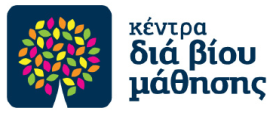 κέντρα
διά βίου
μάθησης